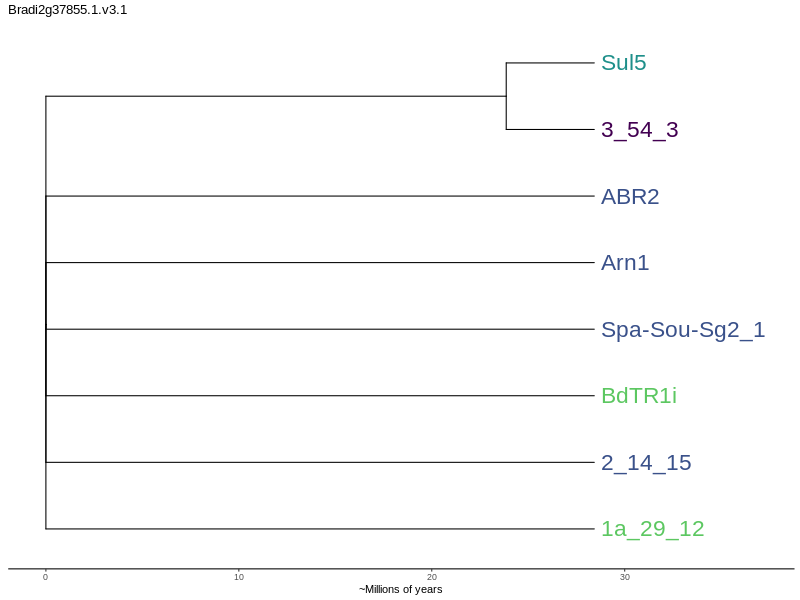 Bradi2g37855.1.v3.1
Sul5
3_54_3
ABR2
Arn1
Spa-Sou-Sg2_1
BdTR1i
2_14_15
1a_29_12
0 10 20 30
~Millions of years